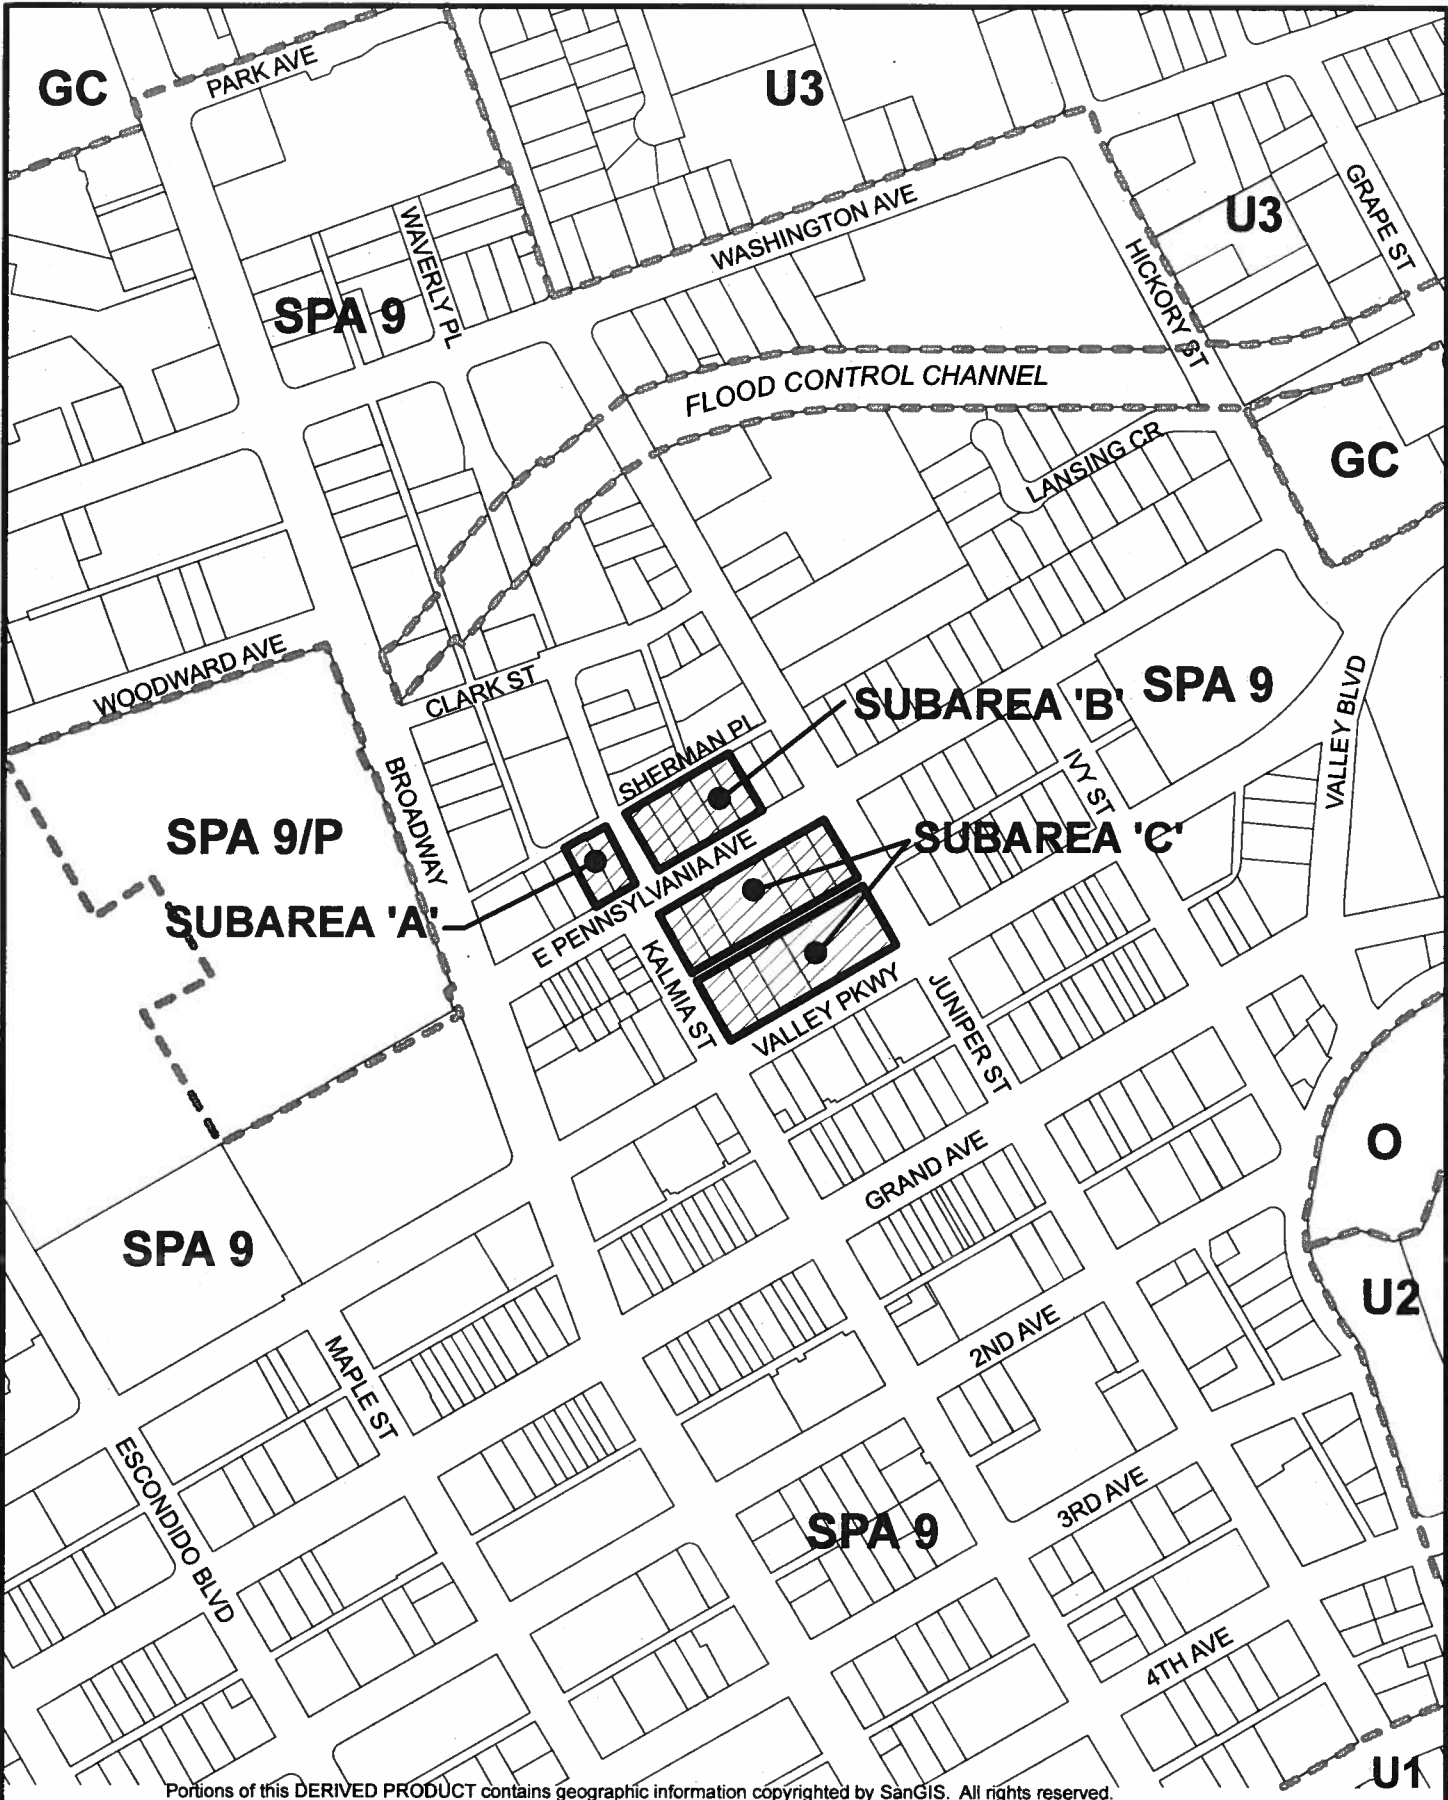 PARK AVE
GC
U3
WAVERLY PL
WASHINGTON AVE
U3
GRAPE ST
HICKORY ST
SPA 9
FLOOD CONTROL CHANNEL
LANSING CR
GC
WOODWARD AVE
CLARK ST
SUBAREA 'B'
SPA 9
VALLEY BLVD
SHERMAN PL
IVY ST
BROADWAY
SPA 9/P
SUBAREA 'C'
SUBAREA 'A'
E PENNSYLVANIA AVE
KALMIA ST
VALLEY PKWY
JUNIPER ST
O
GRAND AVE
SPA 9
U2
2ND AVE
MAPLE ST
ESCONDIDO BLVD
3RD AVE
SPA 9
4TH AVE
U1
Portions of this DERIVED PRODUCT contains geographic information copyrighted by SanGIS. All rights reserved.